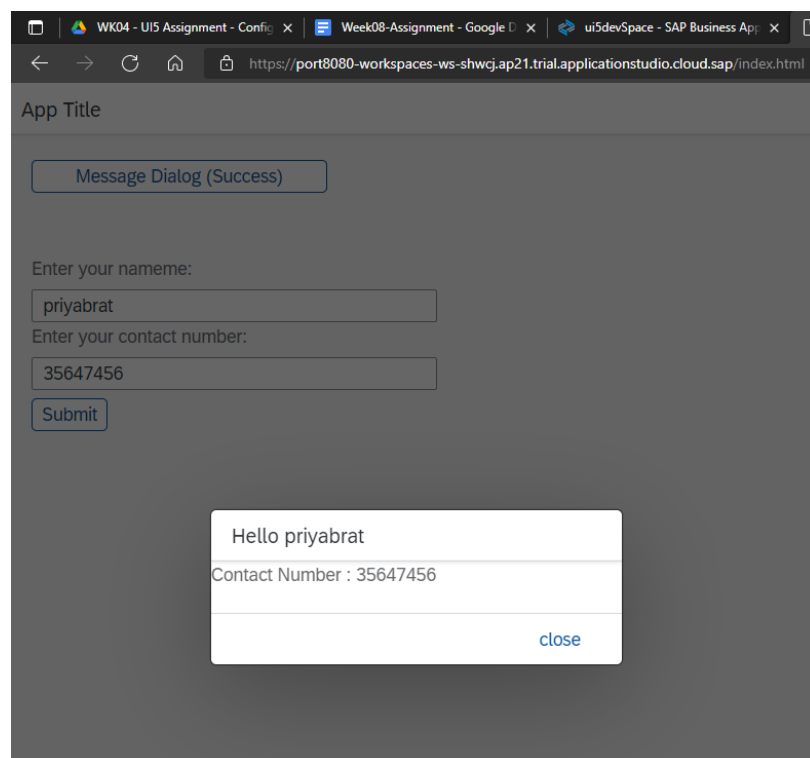 WK04 - UI5 Assignment - Config
Week08-Assignment - Google D
ui5devSpace - SAP Business App
https://port8080-workspaces-ws-shwcj.ap21.trial.applicationstudio.cloud.sap/index.html
App Title
Message Dialog (Success)
Enter your nameme:
priyabrat
Enter your contact number:
35647456
Submit
Hello priyabrat
Contact Number : 35647456
close